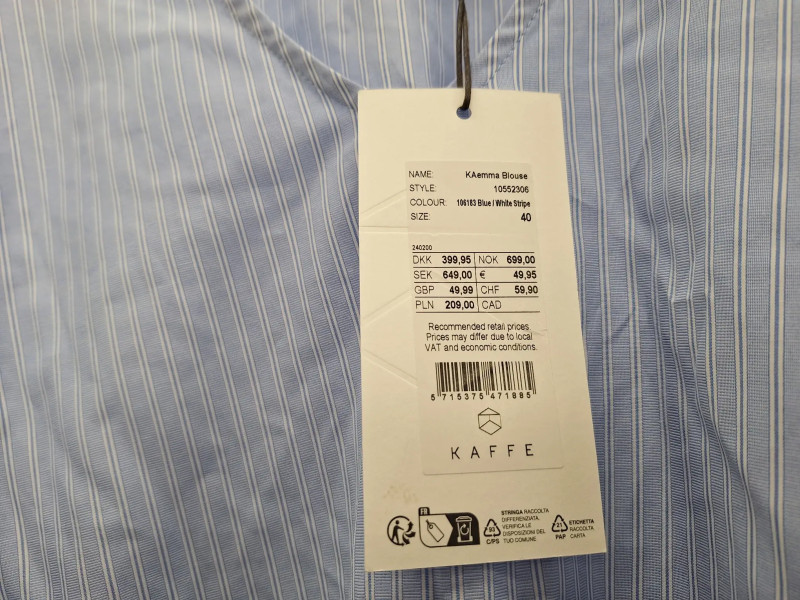 NAME: KAemma Blouse
STYLE: 10552306
COLOUR: 106183 Blue / White Stripe
SIZE: 40
240200
DKK 399,95 NOK 699,00
SEK 649,00 € 49,95
GBP 49,99 CHF 59,90
PLN 209,00 CAD
Recommended retail prices.
Prices may differ due to local
VAT and economic conditions.
5 715375 471885
KAFFE
FR
STRINGA RACCOLTA
DIFFERENZIATA.
VERIFICA LE
DISPOSIZIONI DEL
TUO COMUNE.
93
C/PS
21
PAP
ETICHETTA
RACCOLTA
CARTA